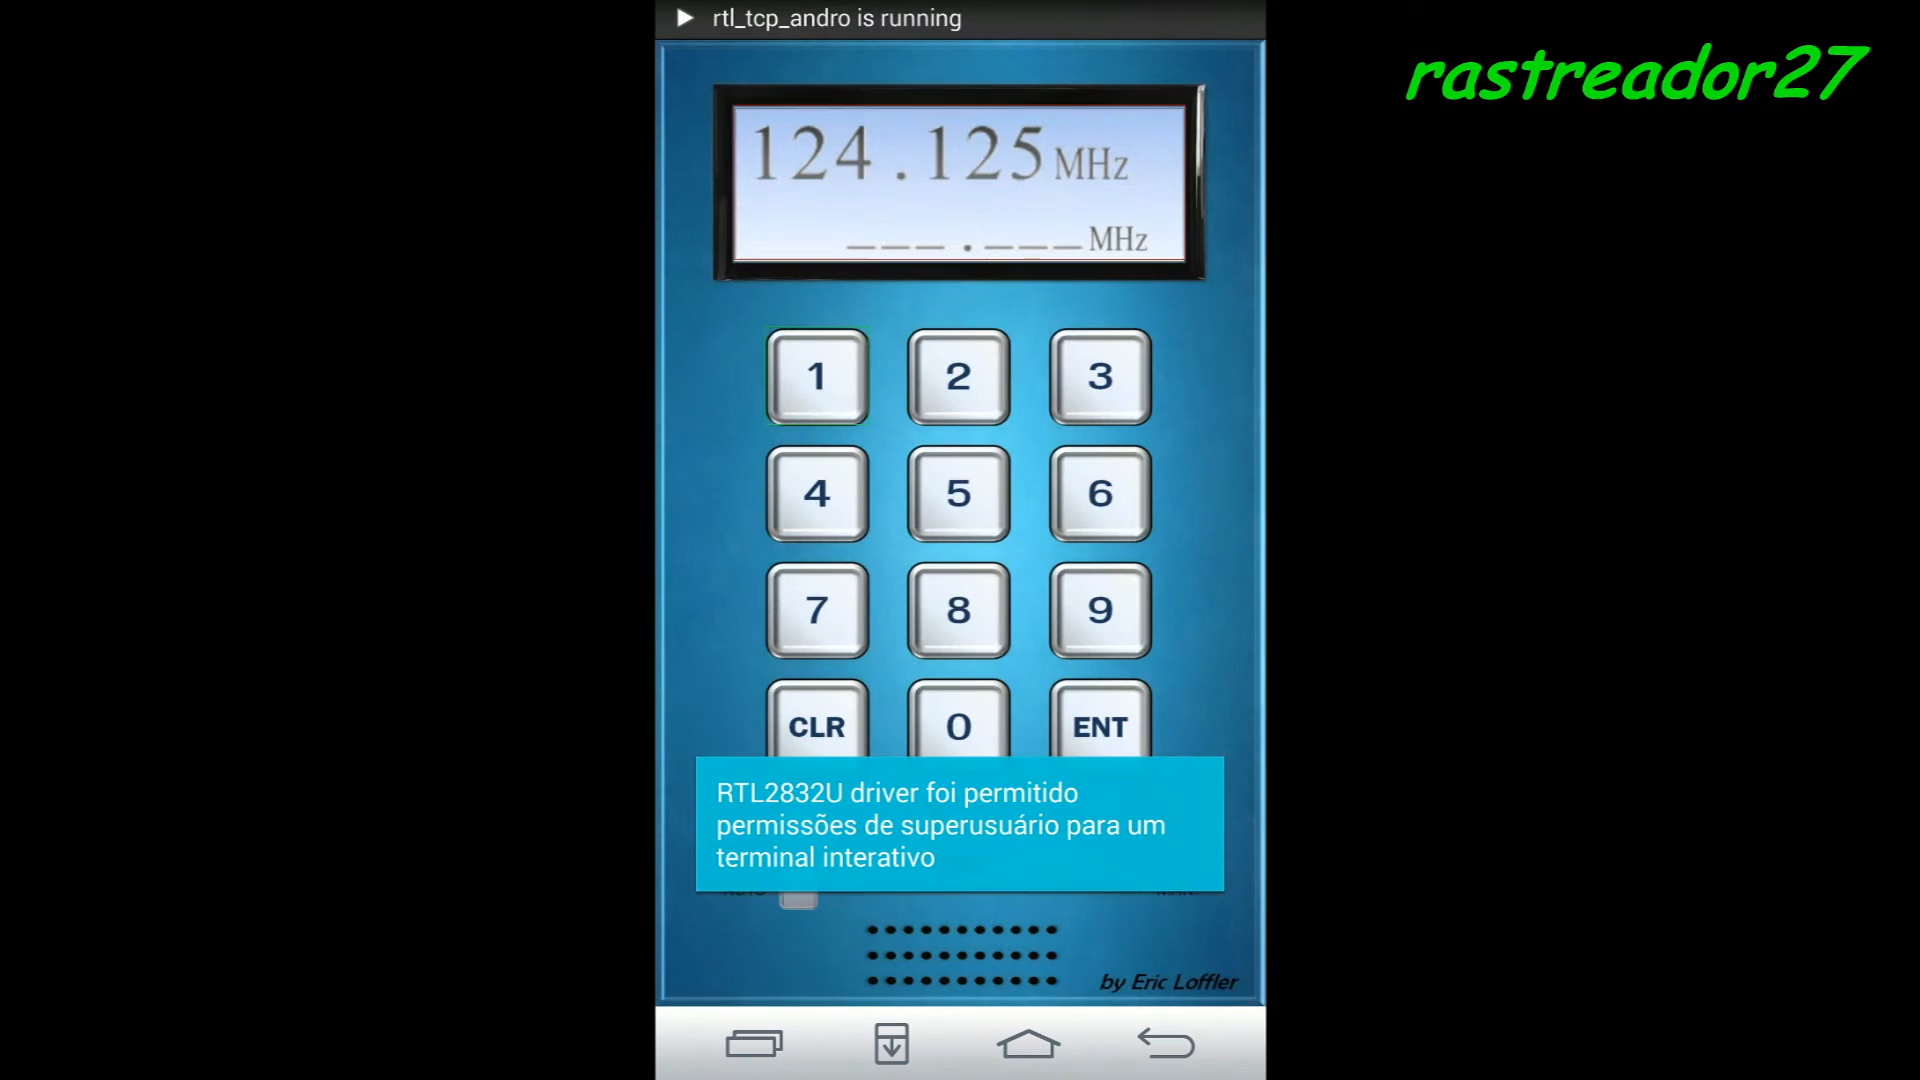 rtl_tcp_andro is running
rastreador27
124.125 MHz
___.___ MHz
1 2 3
4 5 6
7 8 9
CLR 0 ENT
RTL2832U driver foi permitido
permissões de superusuário para um
terminal interativo
by Eric Loffler